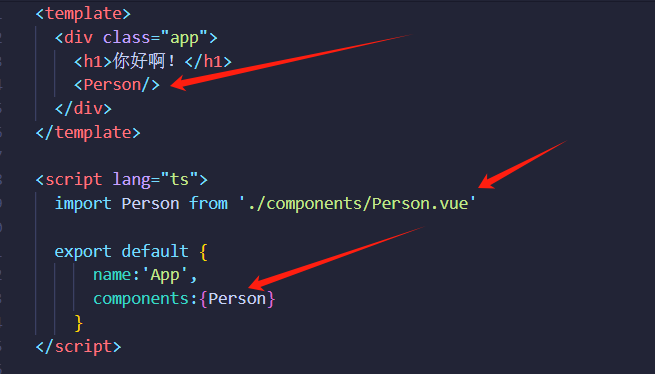 <template>
<div class="app">
<h1>你好啊！</h1>
<Person/>
</div>
</template>
<script lang="ts">
import Person from './components/Person.vue'
export default {
name:'App',
components:{Person}
}
</script>